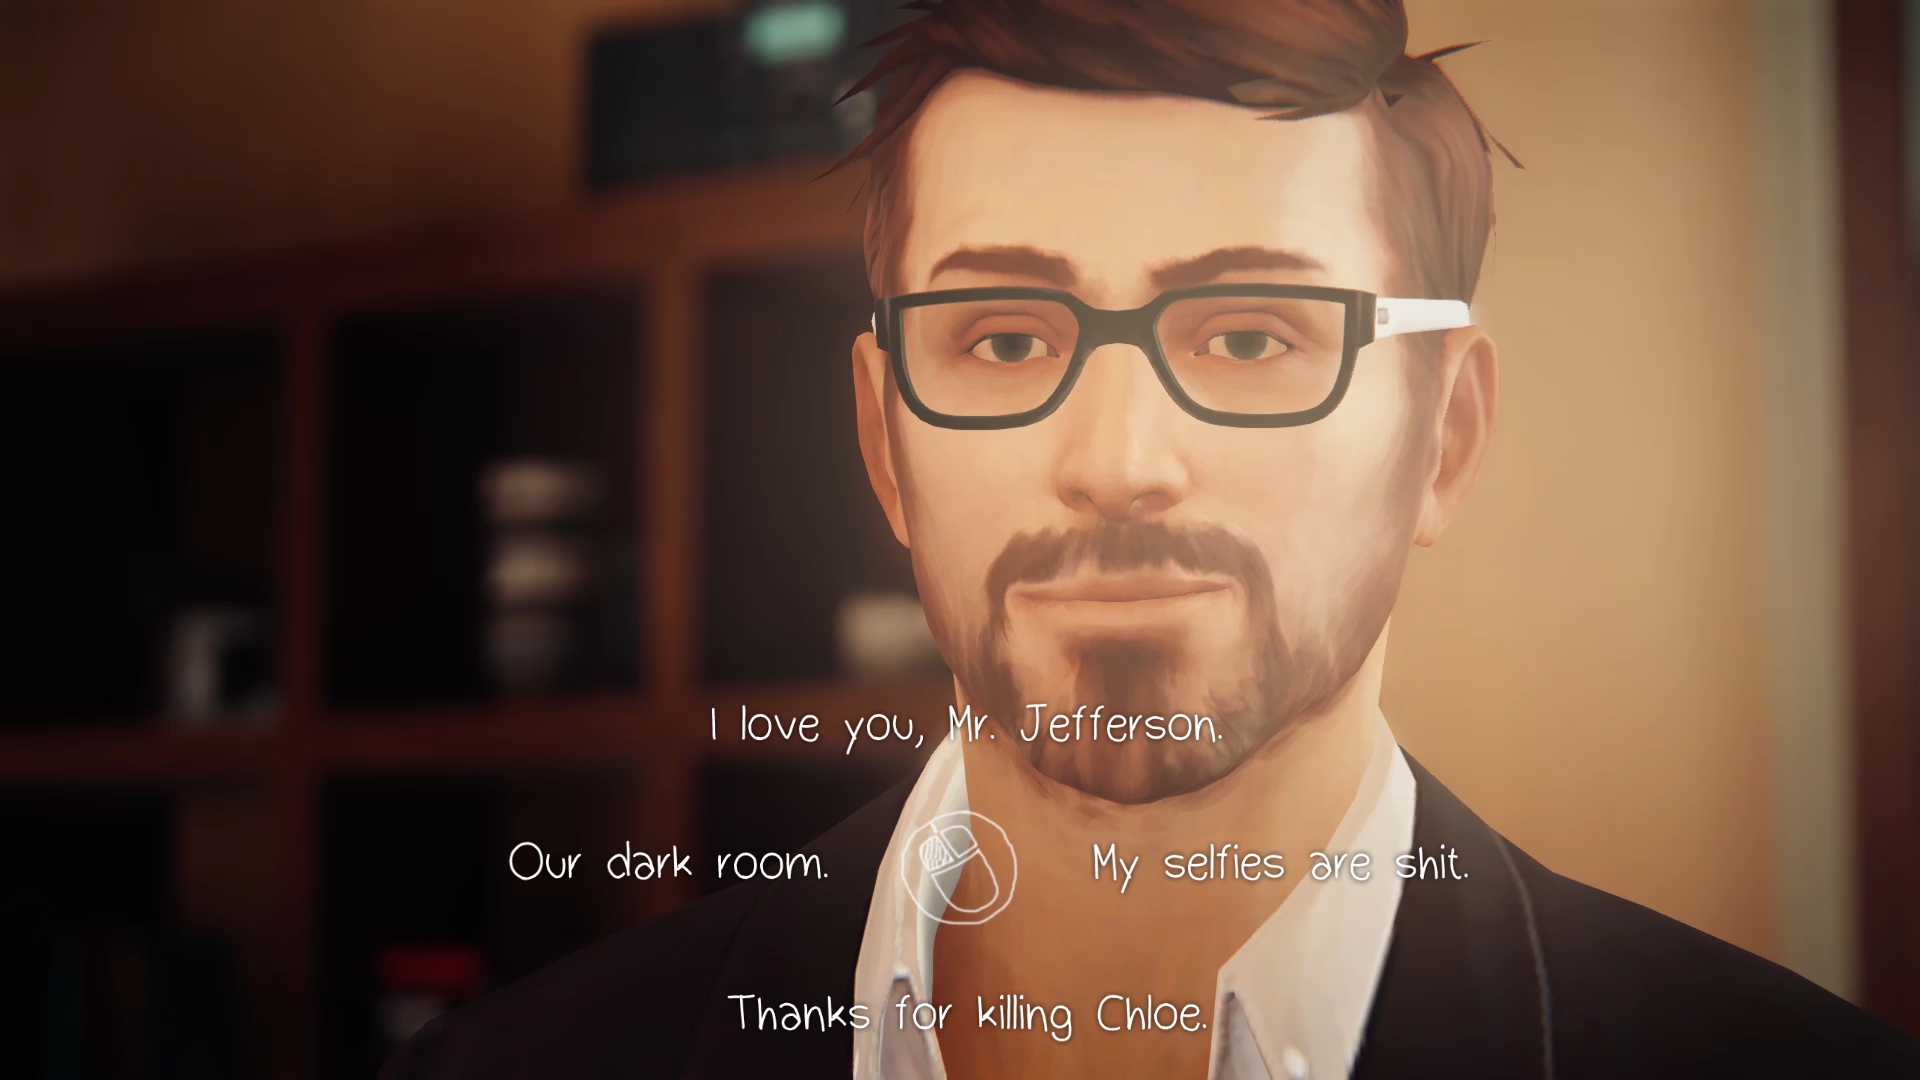 I love you, Mr. Jefferson.
Our dark room.
My selfies are shit.
Thanks for killing Chloe.